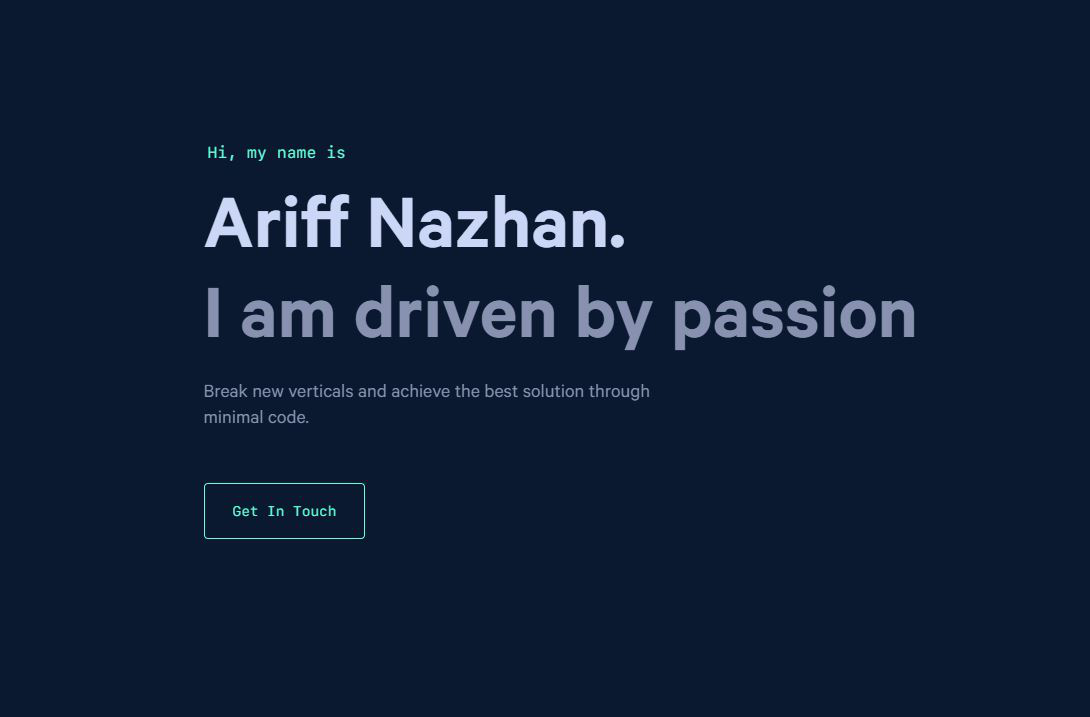 Hi, my name is
Ariff Nazhan.
I am driven by passion
Break new verticals and achieve the best solution through
minimal code.
Get In Touch